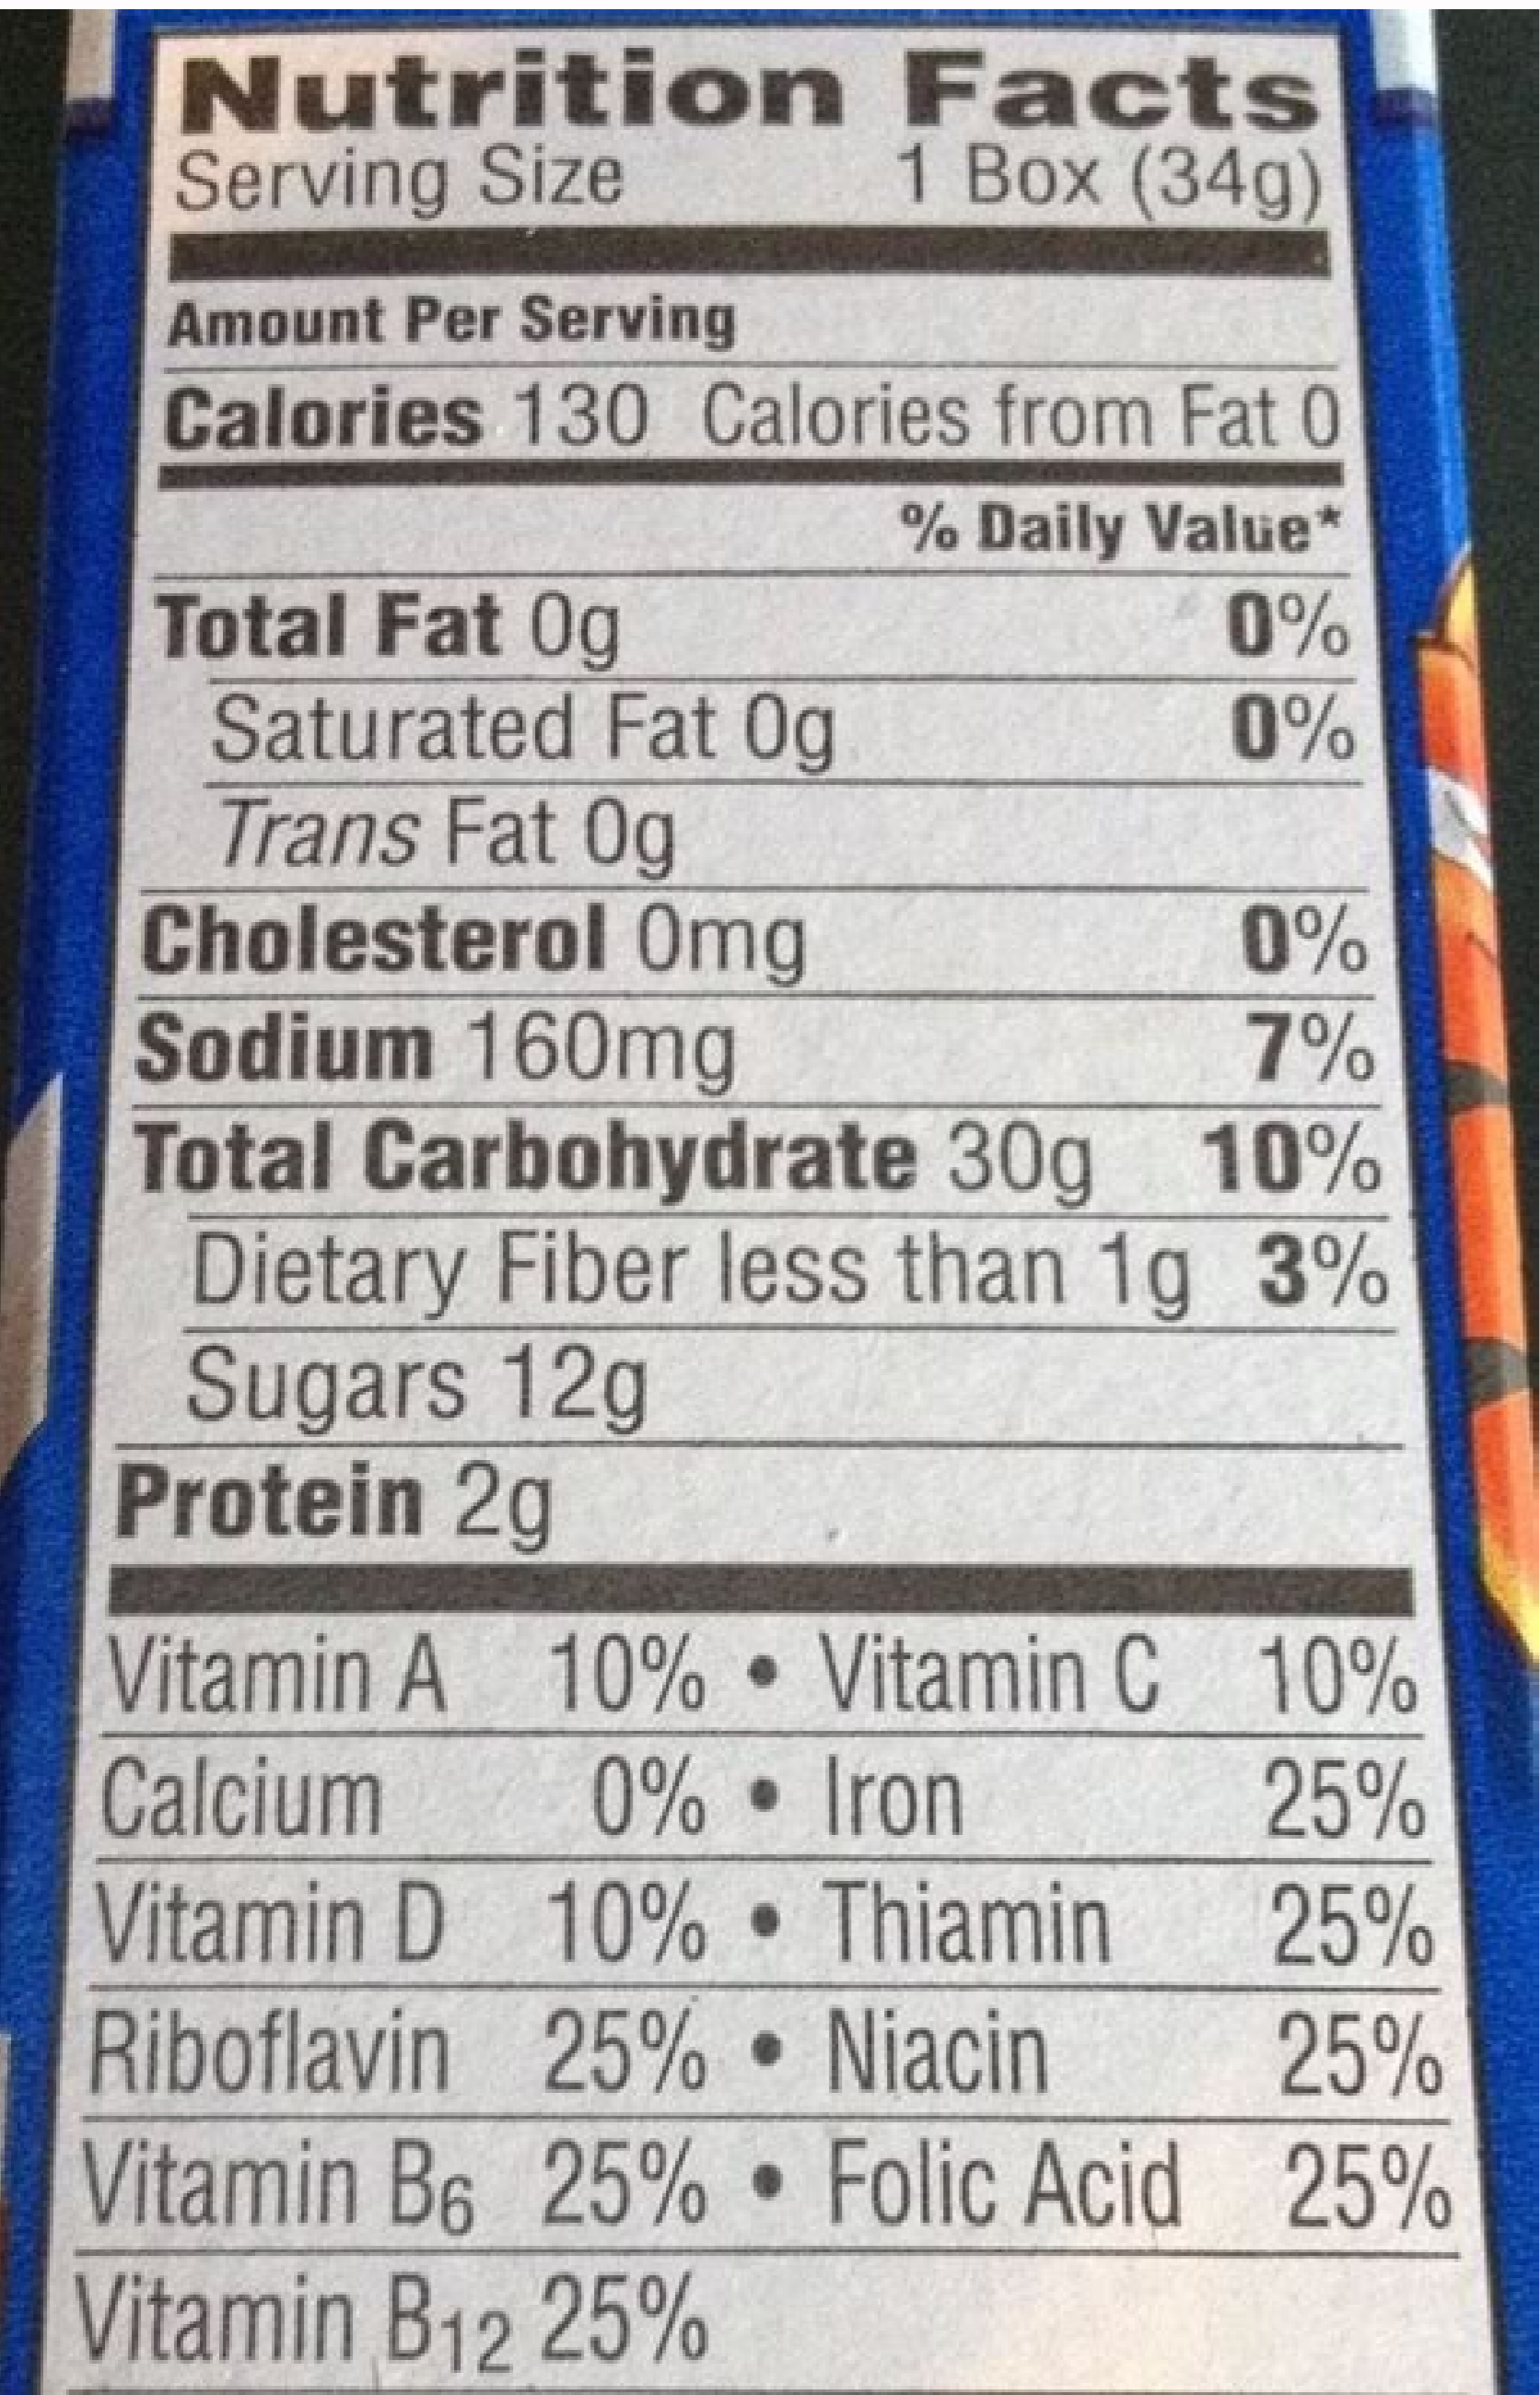 Nutrition Facts
Serving Size 1 Box (34g)
Amount Per Serving
Calories 130 Calories from Fat 0
% Daily Value*
Total Fat 0g 0%
Saturated Fat 0g 0%
Trans Fat 0g
Cholesterol 0mg 0%
Sodium 160mg 7%
Total Carbohydrate 30g 10%
Dietary Fiber less than 1g 3%
Sugars 12g
Protein 2g
Vitamin A 10% • Vitamin C 10%
Calcium 0% • Iron 25%
Vitamin D 10% • Thiamin 25%
Riboflavin 25% • Niacin 25%
Vitamin B6 25% • Folic Acid 25%
Vitamin B12 25%